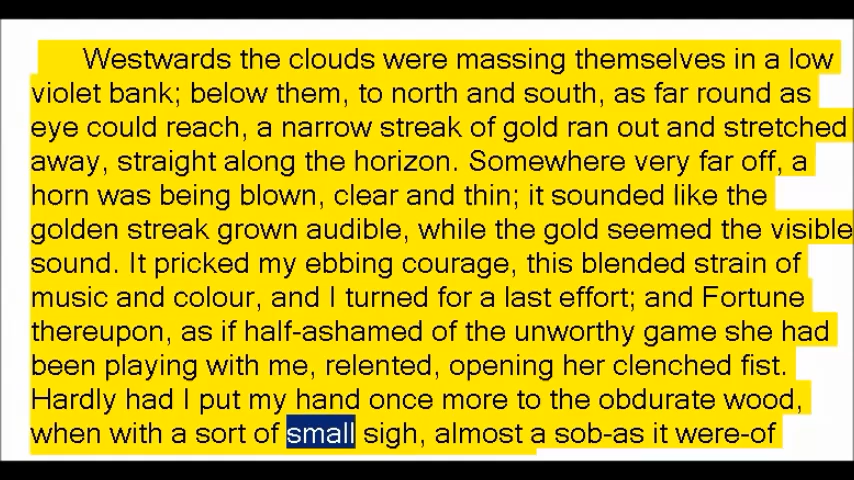 Westwards the clouds were massing themselves in a low
violet bank; below them, to north and south, as far round as
eye could reach, a narrow streak of gold ran out and stretched
away, straight along the horizon. Somewhere very far off, a
horn was being blown, clear and thin; it sounded like the
golden streak grown audible, while the gold seemed the visible
sound. It pricked my ebbing courage, this blended strain of
music and colour, and I turned for a last effort; and Fortune
thereupon, as if half-ashamed of the unworthy game she had
been playing with me, relented, opening her clenched fist.
Hardly had I put my hand once more to the obdurate wood,
when with a sort of small sigh, almost a sob-as it were-of